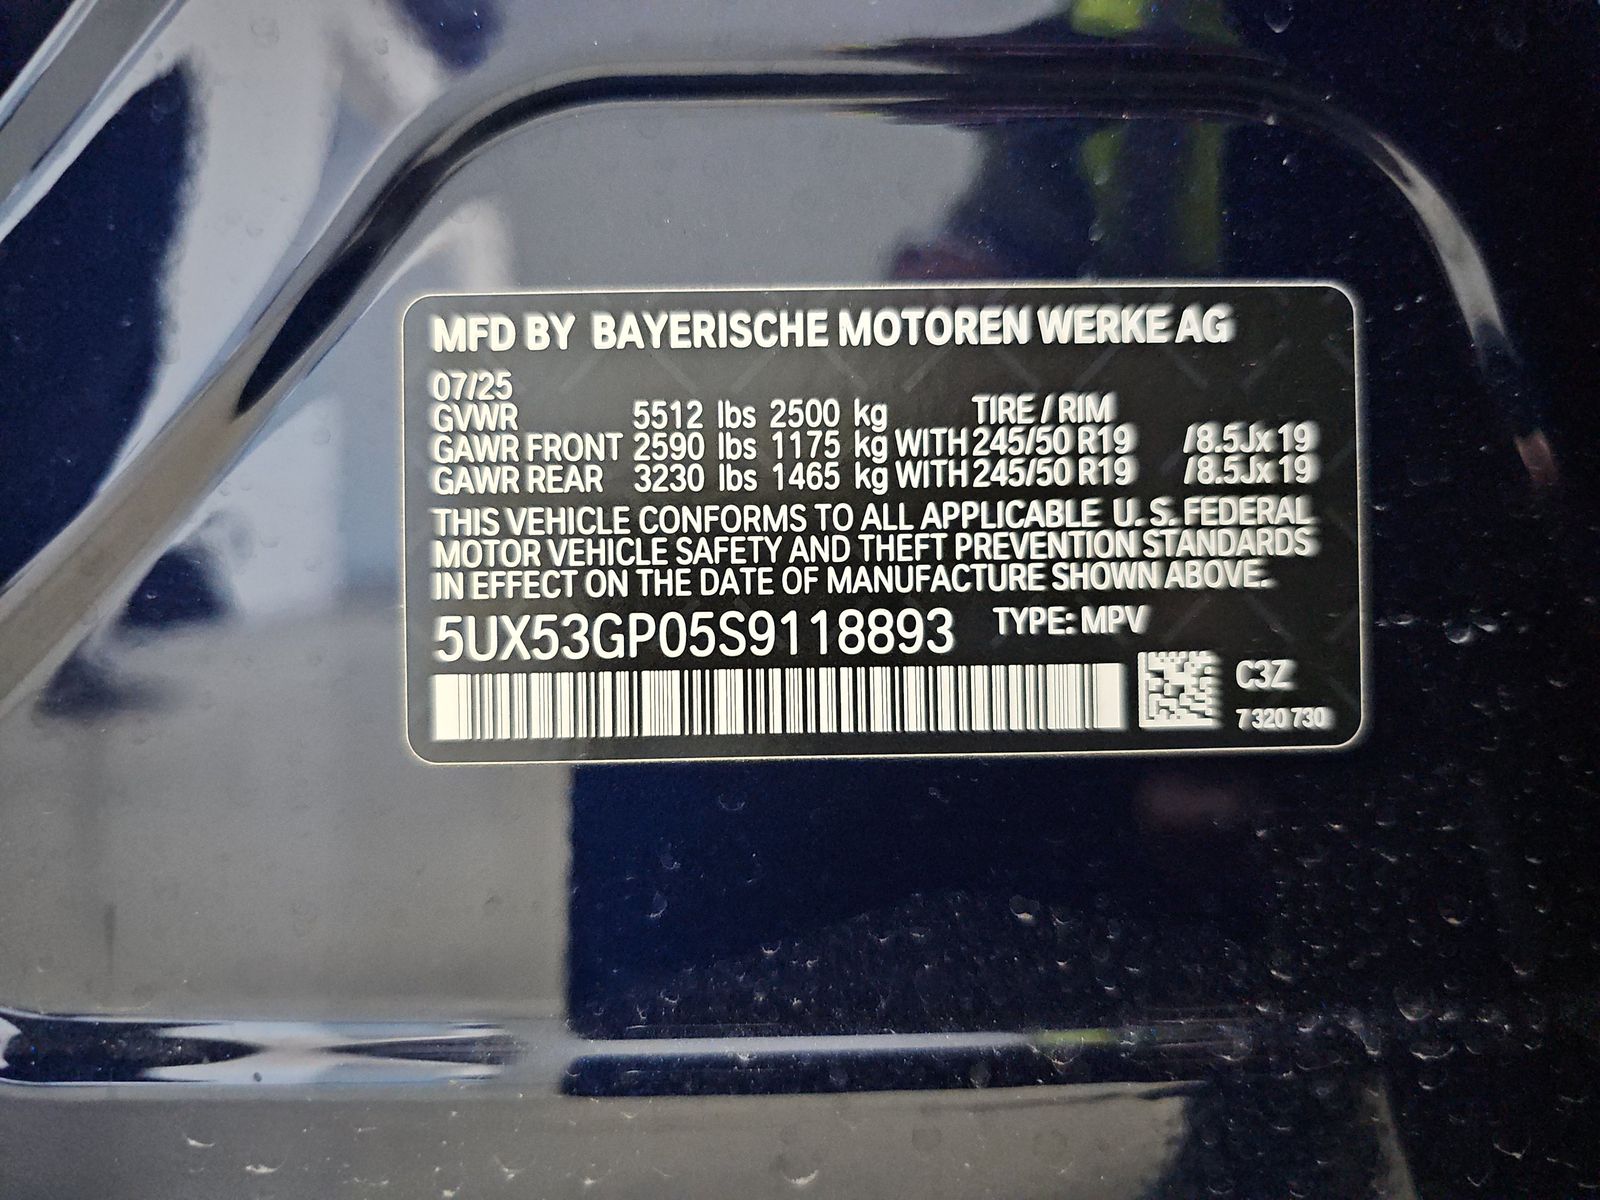 MFD BY BAYERISCHE MOTOREN WERKE AG
07/25
GVWR 5512 lbs 2500 kg TIRE / RIM
GAWR FRONT 2590 lbs 1175 kg WITH 245/50 R19 /8.5Jx19
GAWR REAR 3230 lbs 1465 kg WITH 245/50 R19 /8.5Jx19
THIS VEHICLE CONFORMS TO ALL APPLICABLE U. S. FEDERAL
MOTOR VEHICLE SAFETY AND THEFT PREVENTION STANDARDS
IN EFFECT ON THE DATE OF MANUFACTURE SHOWN ABOVE.
5UX53GP05S9118893 TYPE: MPV
C3Z
7 320 730